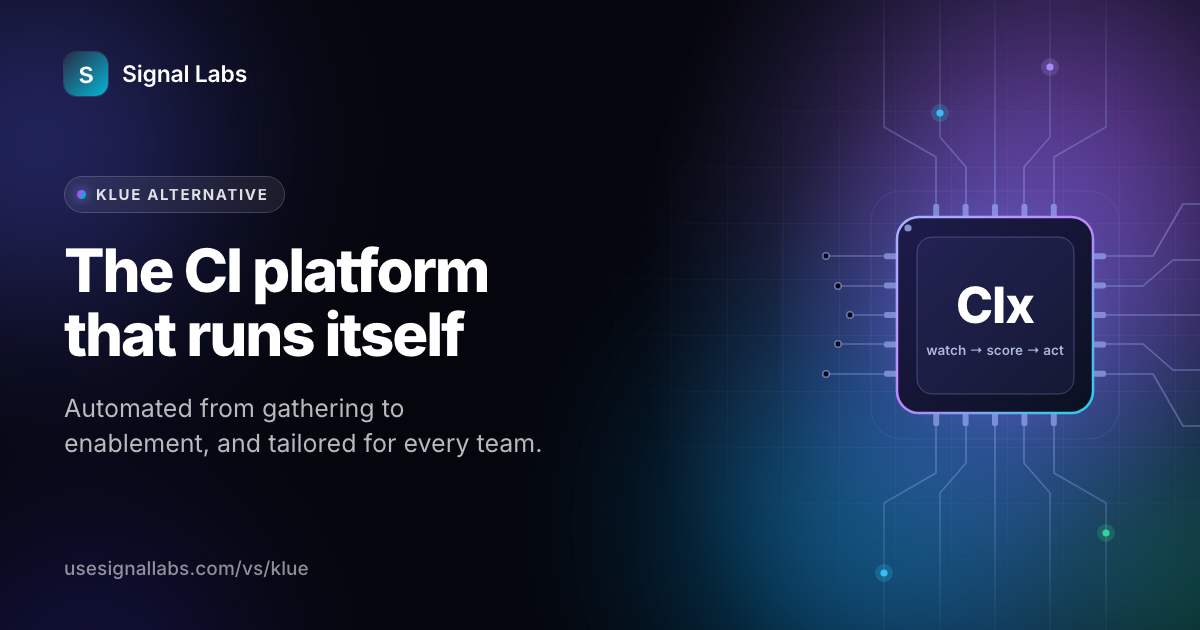 S
Signal Labs
KLUE ALTERNATIVE
The CI platform
that runs itself
Automated from gathering to
enablement, and tailored for every team.
usesignallabs.com/vs/klue
CIx
watch → score → act